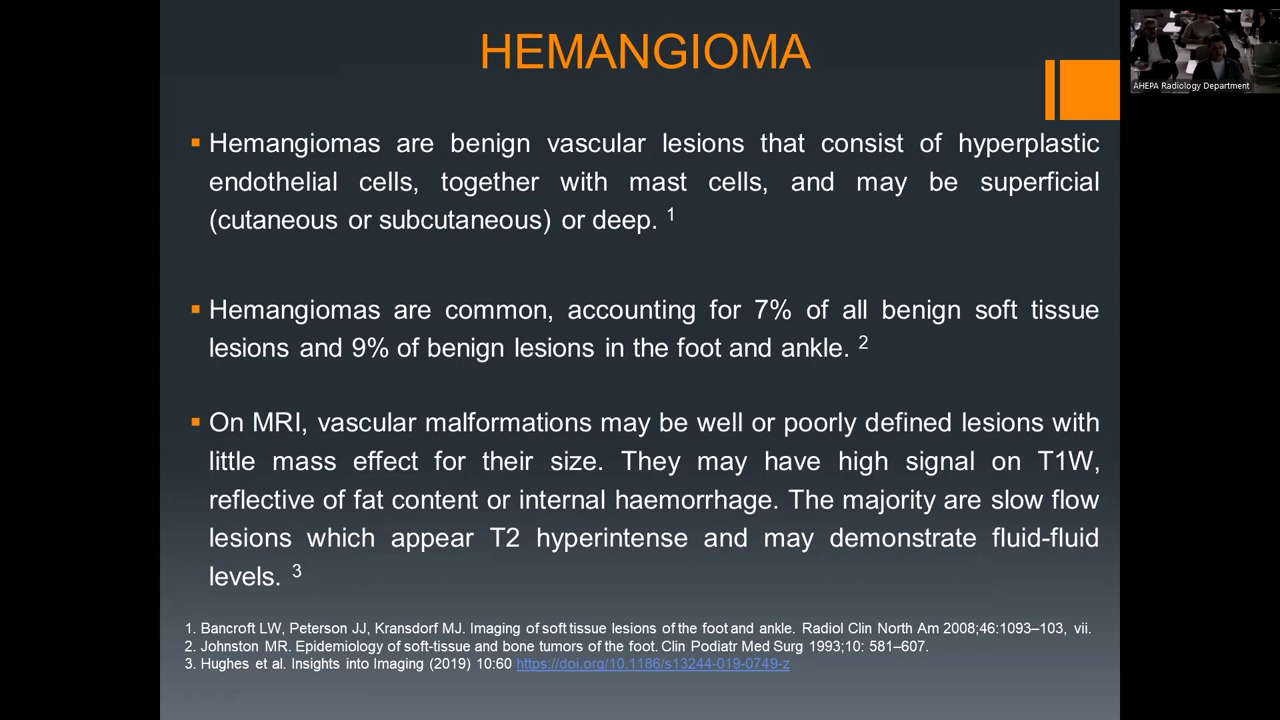 HEMANGIOMA
AHEPA Radiology Department
▪ Hemangiomas are benign vascular lesions that consist of hyperplastic
endothelial cells, together with mast cells, and may be superficial
(cutaneous or subcutaneous) or deep. 1
▪ Hemangiomas are common, accounting for 7% of all benign soft tissue
lesions and 9% of benign lesions in the foot and ankle. 2
▪ On MRI, vascular malformations may be well or poorly defined lesions with
little mass effect for their size. They may have high signal on T1W,
reflective of fat content or internal haemorrhage. The majority are slow flow
lesions which appear T2 hyperintense and may demonstrate fluid-fluid
levels. 3
1. Bancroft LW, Peterson JJ, Kransdorf MJ. Imaging of soft tissue lesions of the foot and ankle. Radiol Clin North Am 2008;46:1093–103, vii.
2. Johnston MR. Epidemiology of soft-tissue and bone tumors of the foot. Clin Podiatr Med Surg 1993;10: 581–607.
3. Hughes et al. Insights into Imaging (2019) 10:60 https://doi.org/10.1186/s13244-019-0749-z